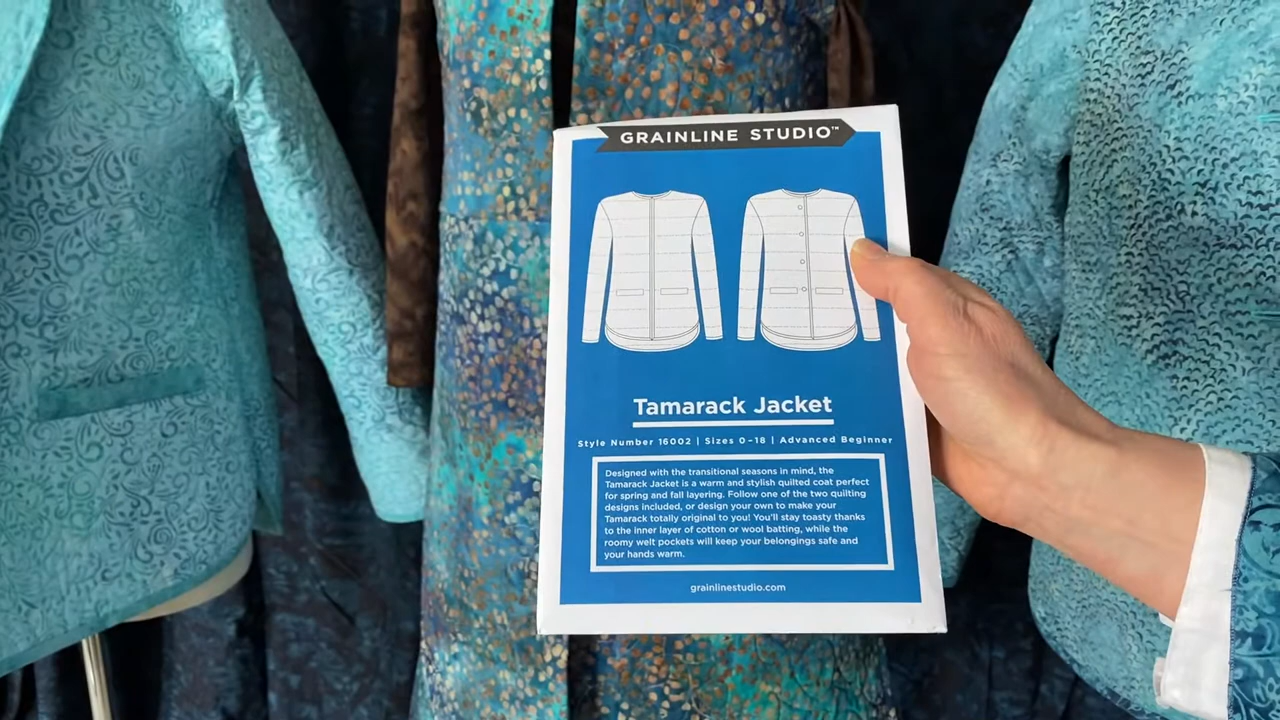 GRAINLINE STUDIO™
Tamarack Jacket
Style Number 16002 | Sizes 0-18 | Advanced Beginner
Designed with the transitional seasons in mind, the
Tamarack Jacket is a warm and stylish quilted coat perfect
for spring and fall layering. Follow one of the two quilting
designs included, or design your own to make your
Tamarack totally original to you! You'll stay toasty thanks
to the inner layer of cotton or wool batting, while the
roomy welt pockets will keep your belongings safe and
your hands warm.
grainlinestudio.com